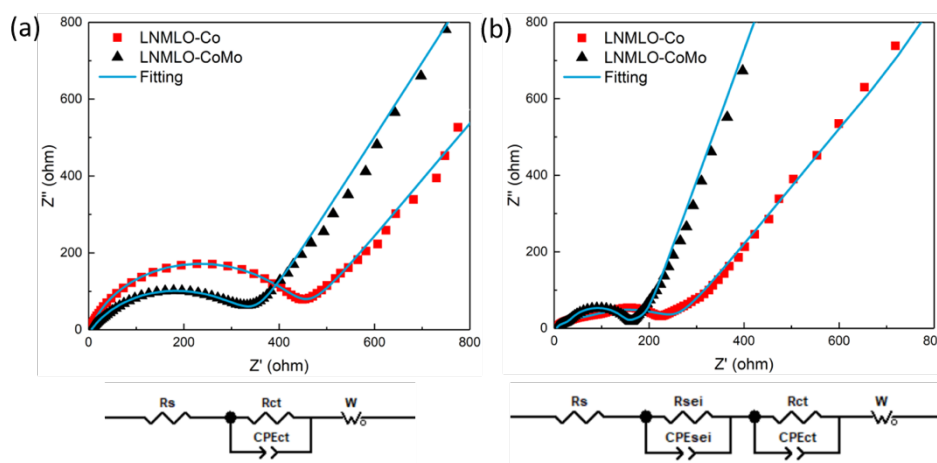 (a)
LNMLO-Co
LNMLO-CoMo
Fitting
Z'' (ohm)
800
600
400
200
0
0 200 400 600 800
Z' (ohm)
Rs Rct W
o
CPEct
(b)
LNMLO-Co
LNMLO-CoMo
Fitting
Z'' (ohm)
800
600
400
200
0
0 200 400 600 800
Z' (ohm)
Rs Rsei Rct W
o
CPEsei CPEct